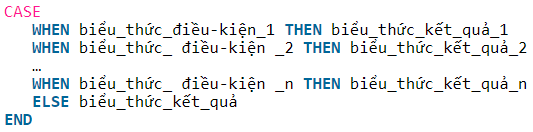 CASE
WHEN biểu_thức_điều-kiện_1 THEN biểu_thức_kết_quả_1
WHEN biểu_thức_ điều-kiện _2 THEN biểu_thức_kết_quả_2
…
WHEN biểu_thức_ điều-kiện _n THEN biểu_thức_kết_quả_n
ELSE biểu_thức_kết_quả
END